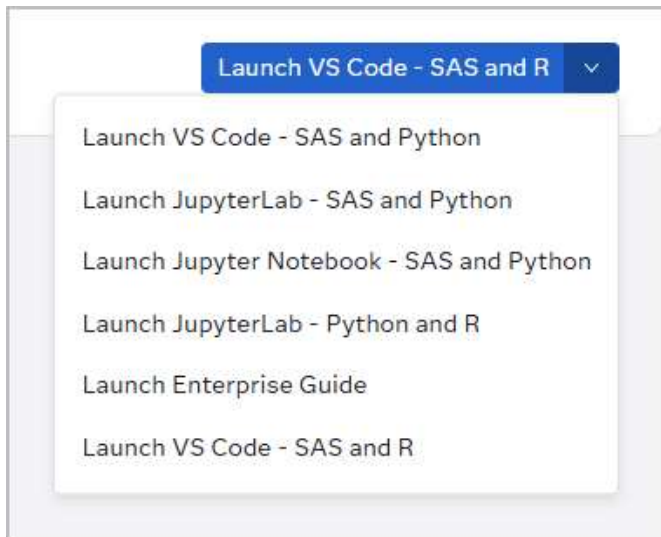 Launch VS Code - SAS and R
Launch VS Code - SAS and Python
Launch JupyterLab - SAS and Python
Launch Jupyter Notebook - SAS and Python
Launch JupyterLab - Python and R
Launch Enterprise Guide
Launch VS Code - SAS and R